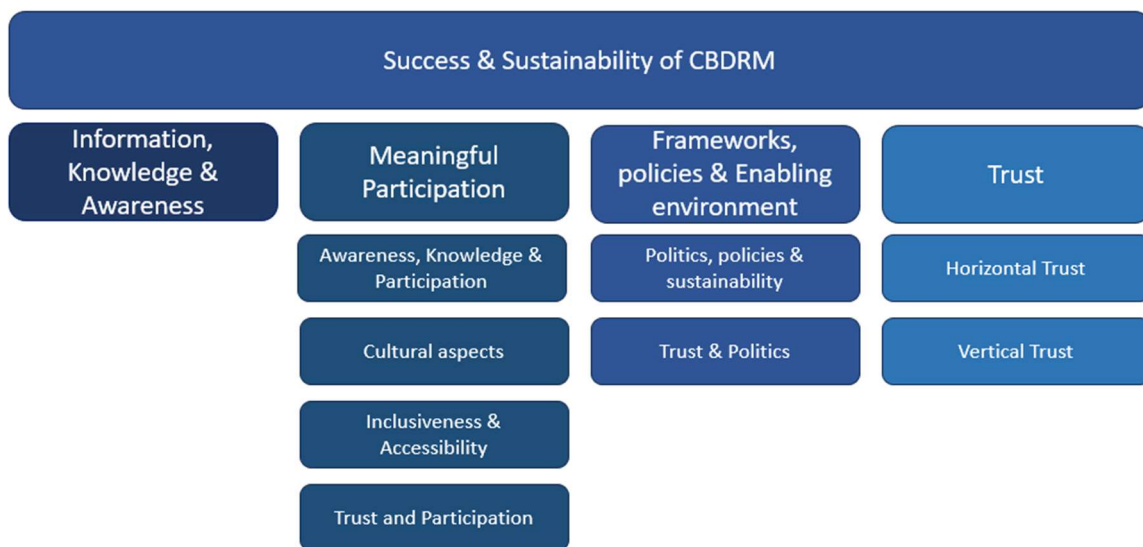 Success & Sustainability of CBDRM
Information,
Knowledge &
Awareness
Meaningful
Participation
Frameworks,
policies & Enabling
environment
Trust
Awareness, Knowledge &
Participation
Politics, policies &
sustainability
Horizontal Trust
Cultural aspects
Trust & Politics
Vertical Trust
Inclusiveness &
Accessibility
Trust and Participation